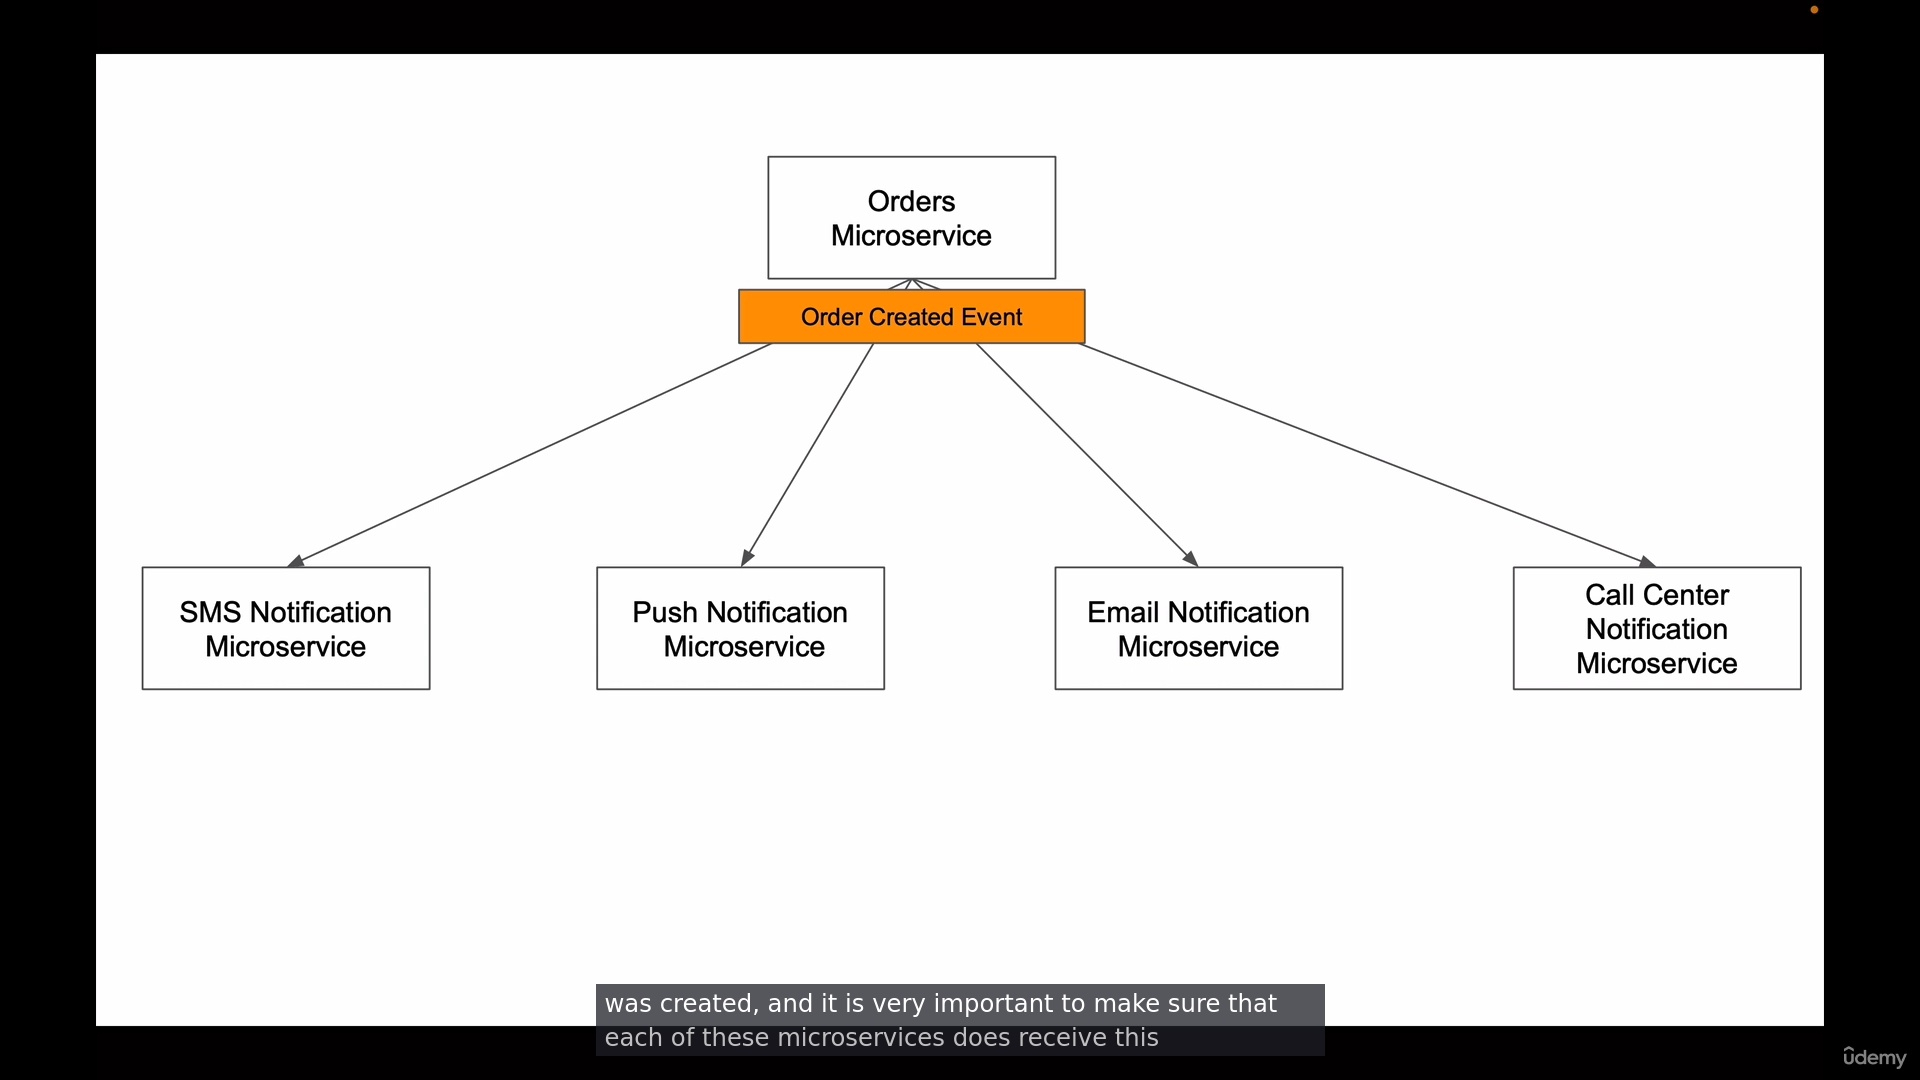 Orders
Microservice
Order Created Event
SMS Notification
Microservice
Push Notification
Microservice
Email Notification
Microservice
Call Center
Notification
Microservice
was created, and it is very important to make sure that
each of these microservices does receive this
udemy